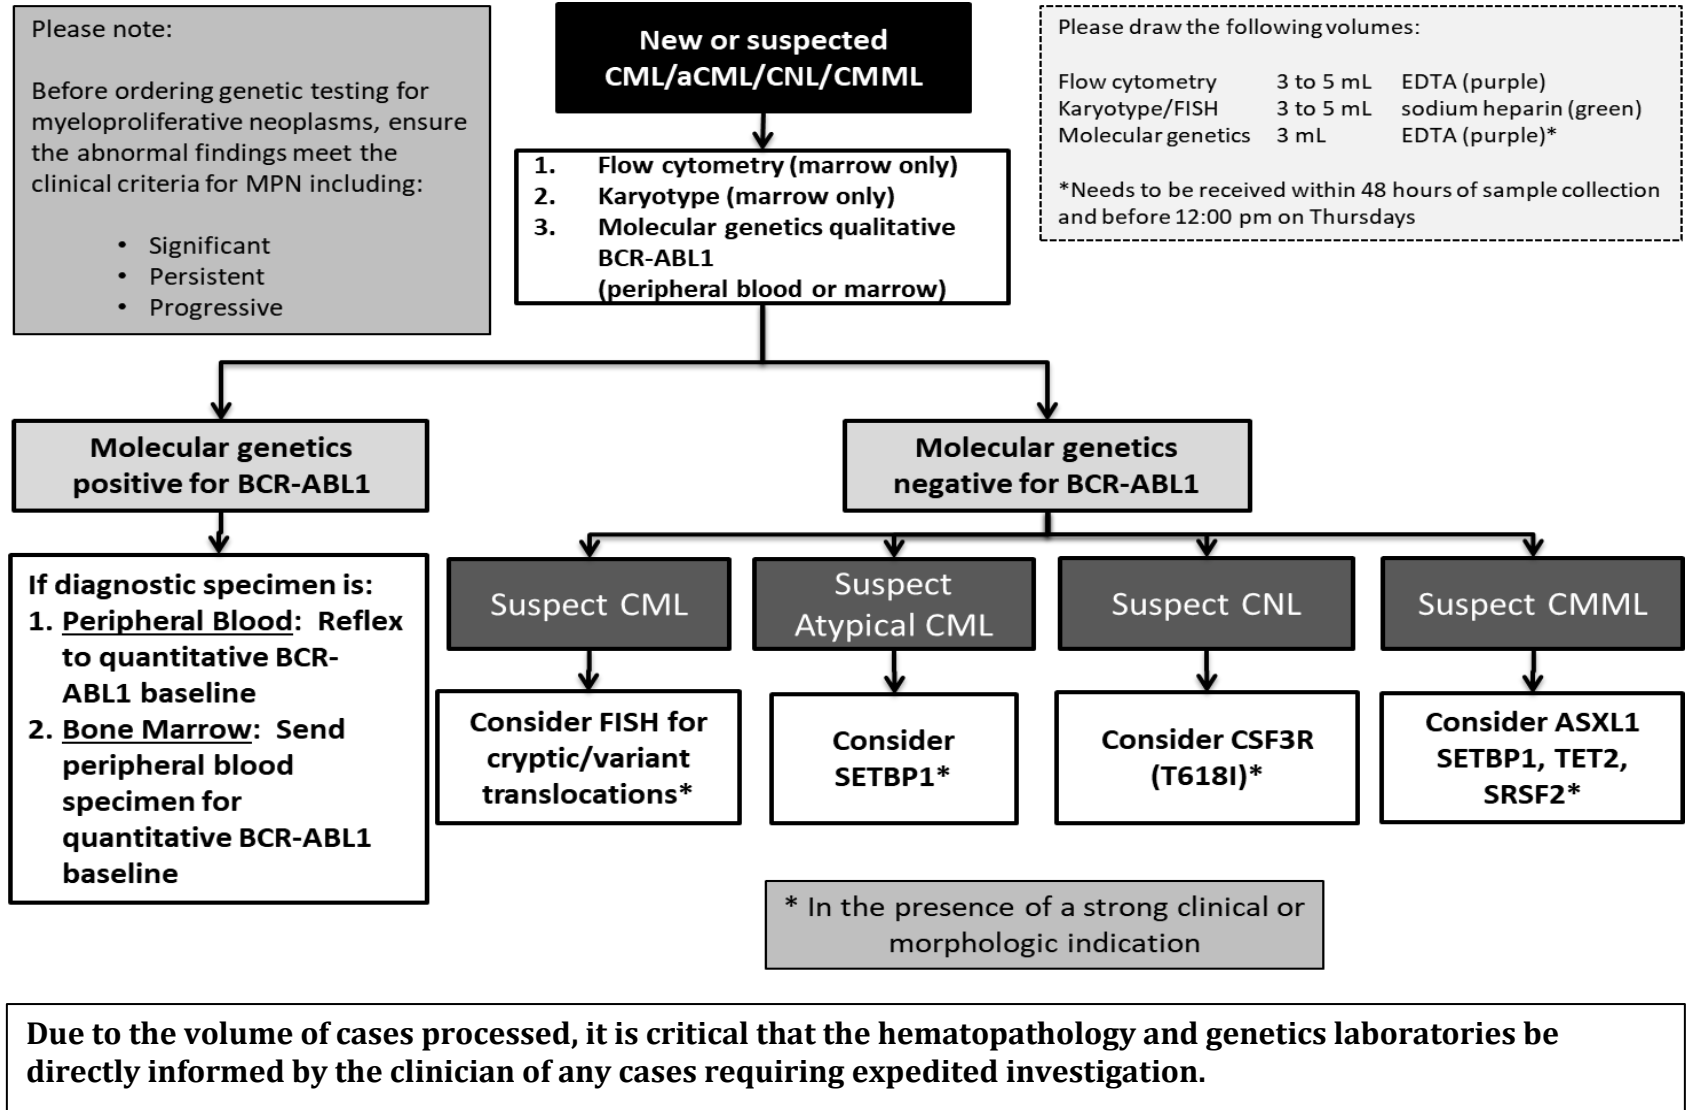 Please note:
Before ordering genetic testing for
myeloproliferative neoplasms, ensure
the abnormal findings meet the
clinical criteria for MPN including:
• Significant
• Persistent
• Progressive
New or suspected
CML/aCML/CNL/CMML
Please draw the following volumes:
Flow cytometry 3 to 5 mL EDTA (purple)
Karyotype/FISH 3 to 5 mL sodium heparin (green)
Molecular genetics 3 mL EDTA (purple)*
*Needs to be received within 48 hours of sample collection
and before 12:00 pm on Thursdays
1. Flow cytometry (marrow only)
2. Karyotype (marrow only)
3. Molecular genetics qualitative
BCR-ABL1
(peripheral blood or marrow)
Molecular genetics
positive for BCR-ABL1
Molecular genetics
negative for BCR-ABL1
If diagnostic specimen is:
1. Peripheral Blood: Reflex
to quantitative BCR-
ABL1 baseline
2. Bone Marrow: Send
peripheral blood
specimen for
quantitative BCR-ABL1
baseline
Suspect CML
Suspect
Atypical CML
Suspect CNL
Suspect CMML
Consider FISH for
cryptic/variant
translocations*
Consider
SETBP1*
Consider CSF3R
(T618I)*
Consider ASXL1
SETBP1, TET2,
SRSF2*
* In the presence of a strong clinical or
morphologic indication
Due to the volume of cases processed, it is critical that the hematopathology and genetics laboratories be
directly informed by the clinician of any cases requiring expedited investigation.